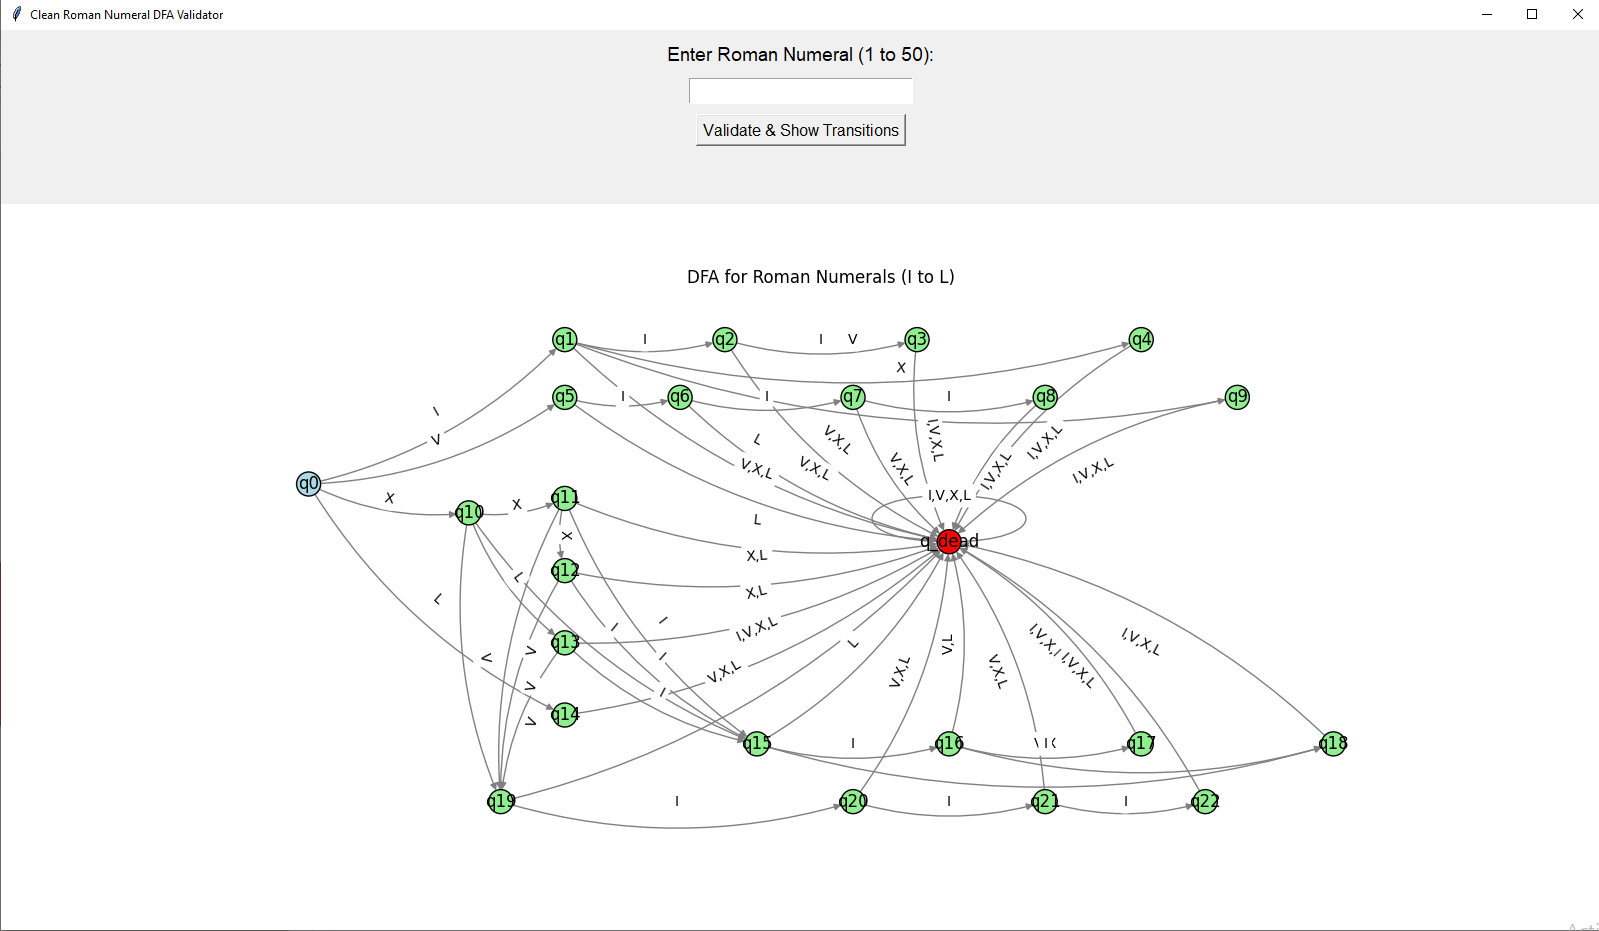 Clean Roman Numeral DFA Validator
Enter Roman Numeral (1 to 50):
Validate & Show Transitions
DFA for Roman Numerals (I to L)
q1 I q2 I V q3 q4
X
q5 I q6 I q7 I q8 q9
I
V
L V,X,L I,V,X,L I,V,X,L
V,X,L V,X,L V,X,L I,V,X,L I,V,X,L
q0
X q10 X q11 I,V,X,L
L
X q_dead
X,L
q12
L X,L
L
I I I,V,X,L
q13 L V,L I,V,X, I,V,X,L
V V I
V,X,L V,X,L V,X,L I,V,X,L
V I
q14
V
q15 I q16 I q17 q18
q19 I q20 I q21 I q22